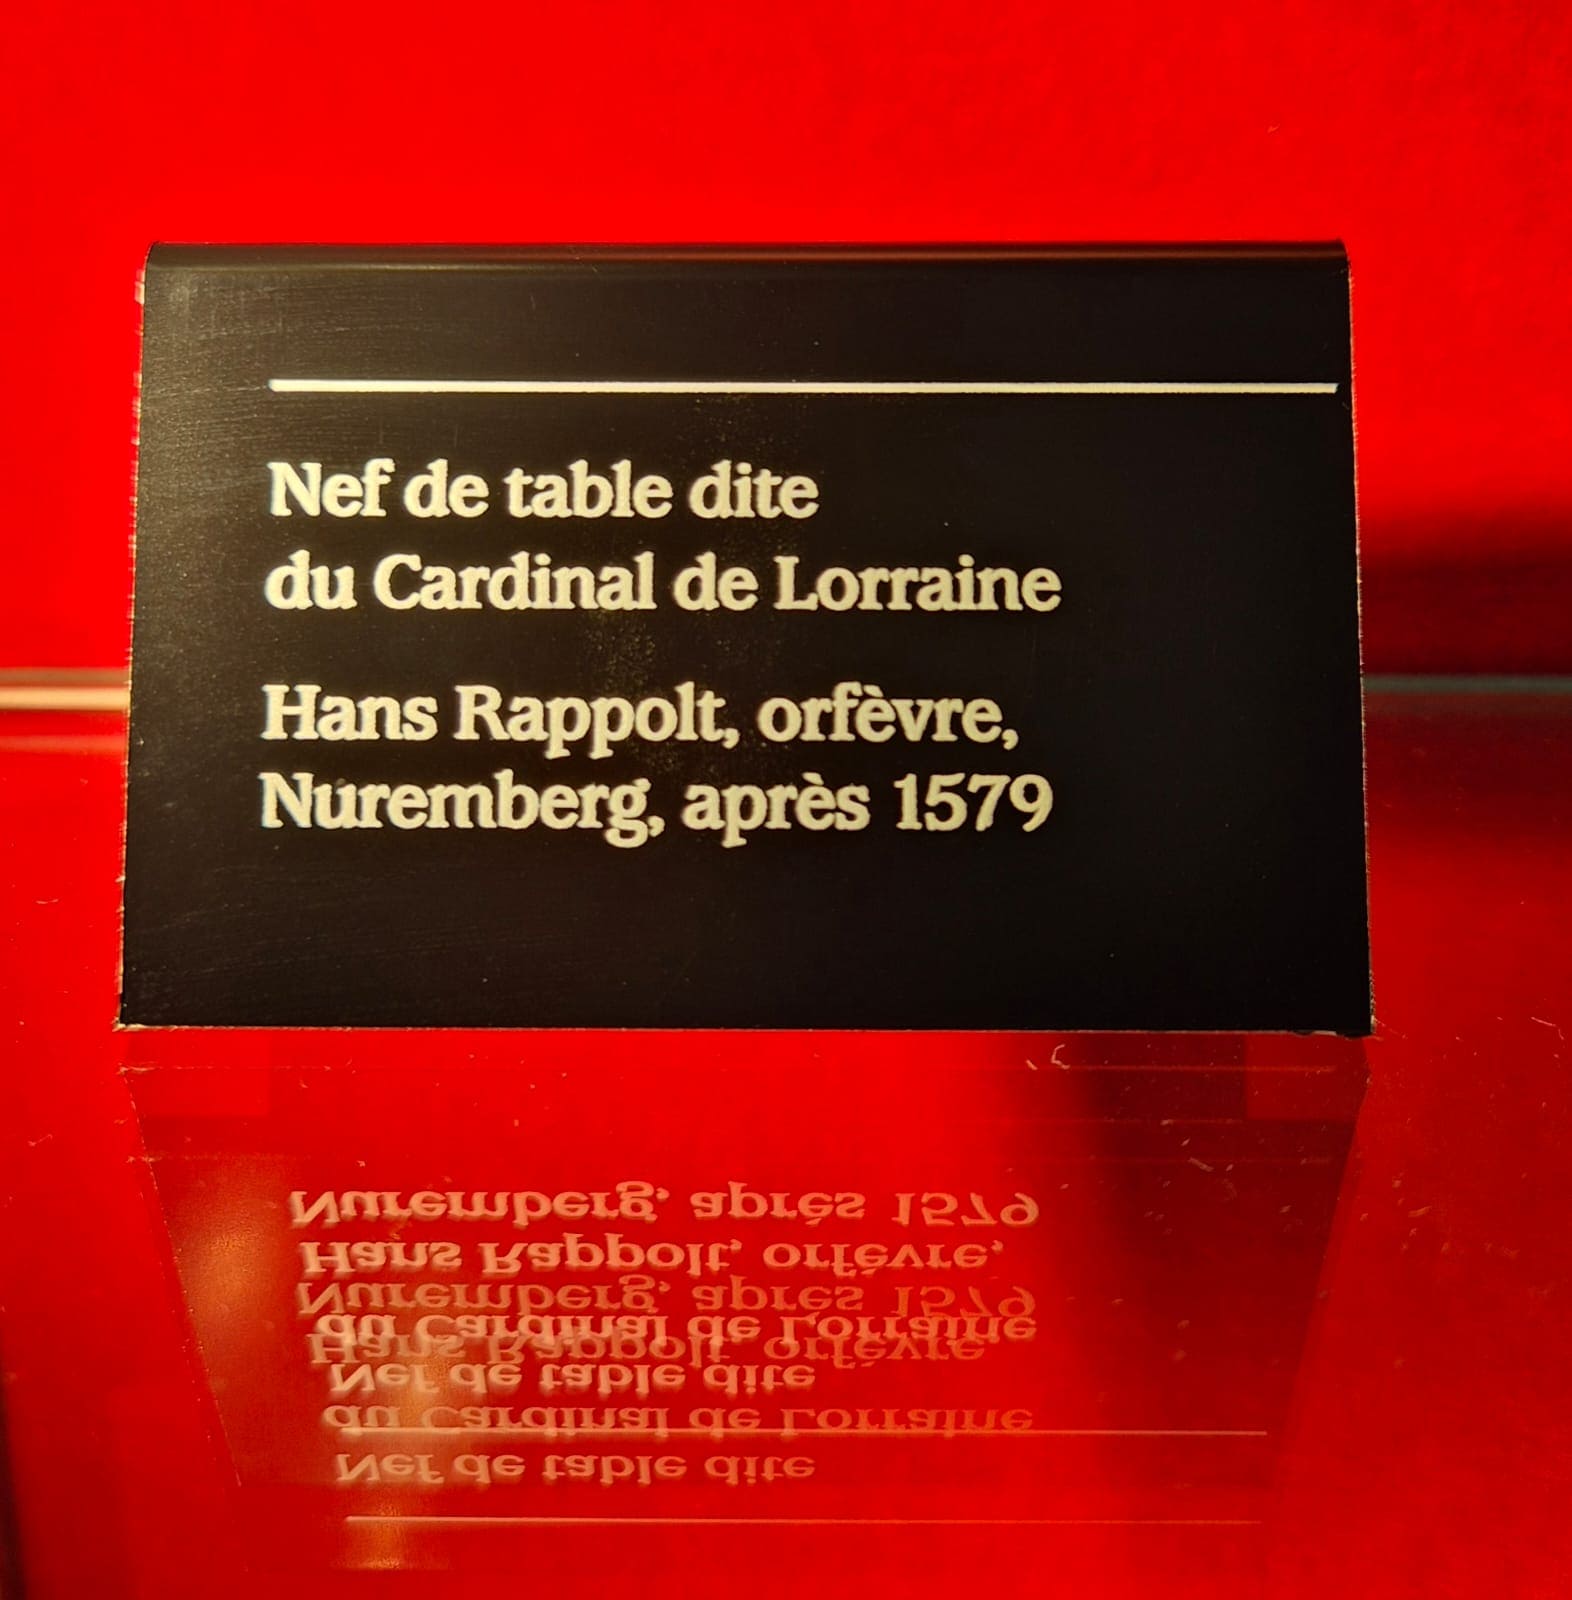 Nef de table dite
du Cardinal de Lorraine
Hans Rappolt, orfèvre,
Nuremberg, après 1579